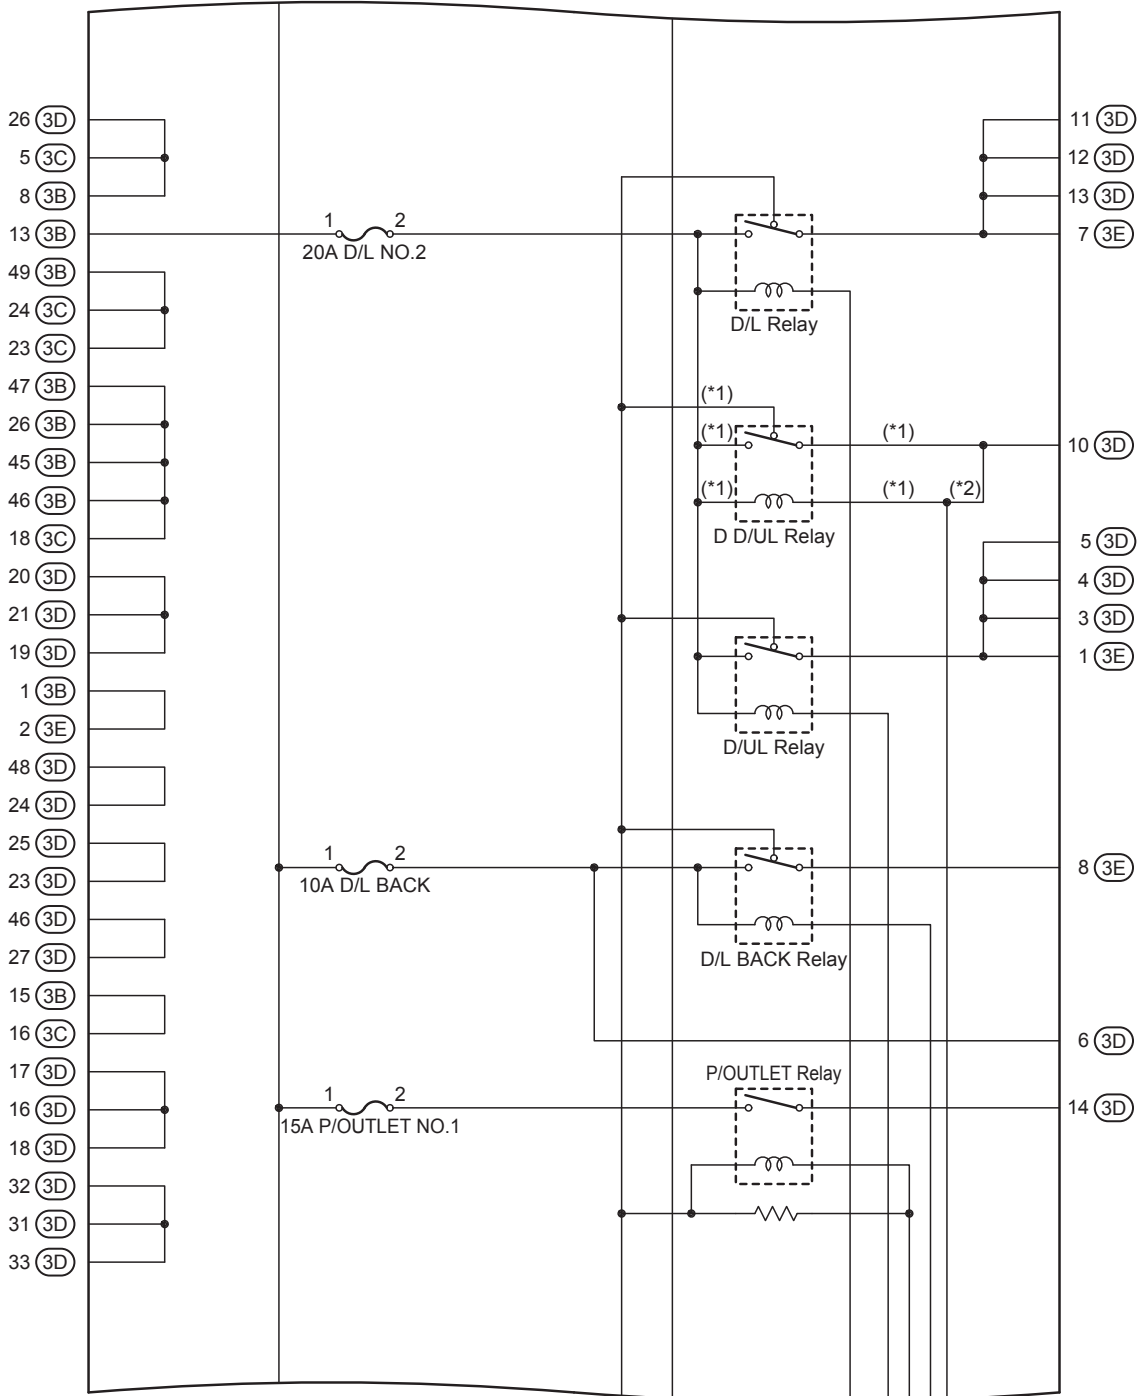 26 3D
5 3C
8 3B
13 3B
49 3B
24 3C
23 3C
47 3B
26 3B
45 3B
46 3B
18 3C
20 3D
21 3D
19 3D
1 3B
2 3E
48 3D
24 3D
25 3D
23 3D
46 3D
27 3D
15 3B
16 3C
17 3D
16 3D
18 3D
32 3D
31 3D
33 3D
1 2
20A D/L NO.2
1 2
10A D/L BACK
1 2
15A P/OUTLET NO.1
D/L Relay
(*1)
(*1) (*1)
(*1) (*1) (*2)
D D/UL Relay
D/UL Relay
D/L BACK Relay
P/OUTLET Relay
11 3D
12 3D
13 3D
7 3E
10 3D
5 3D
4 3D
3 3D
1 3E
8 3E
6 3D
14 3D